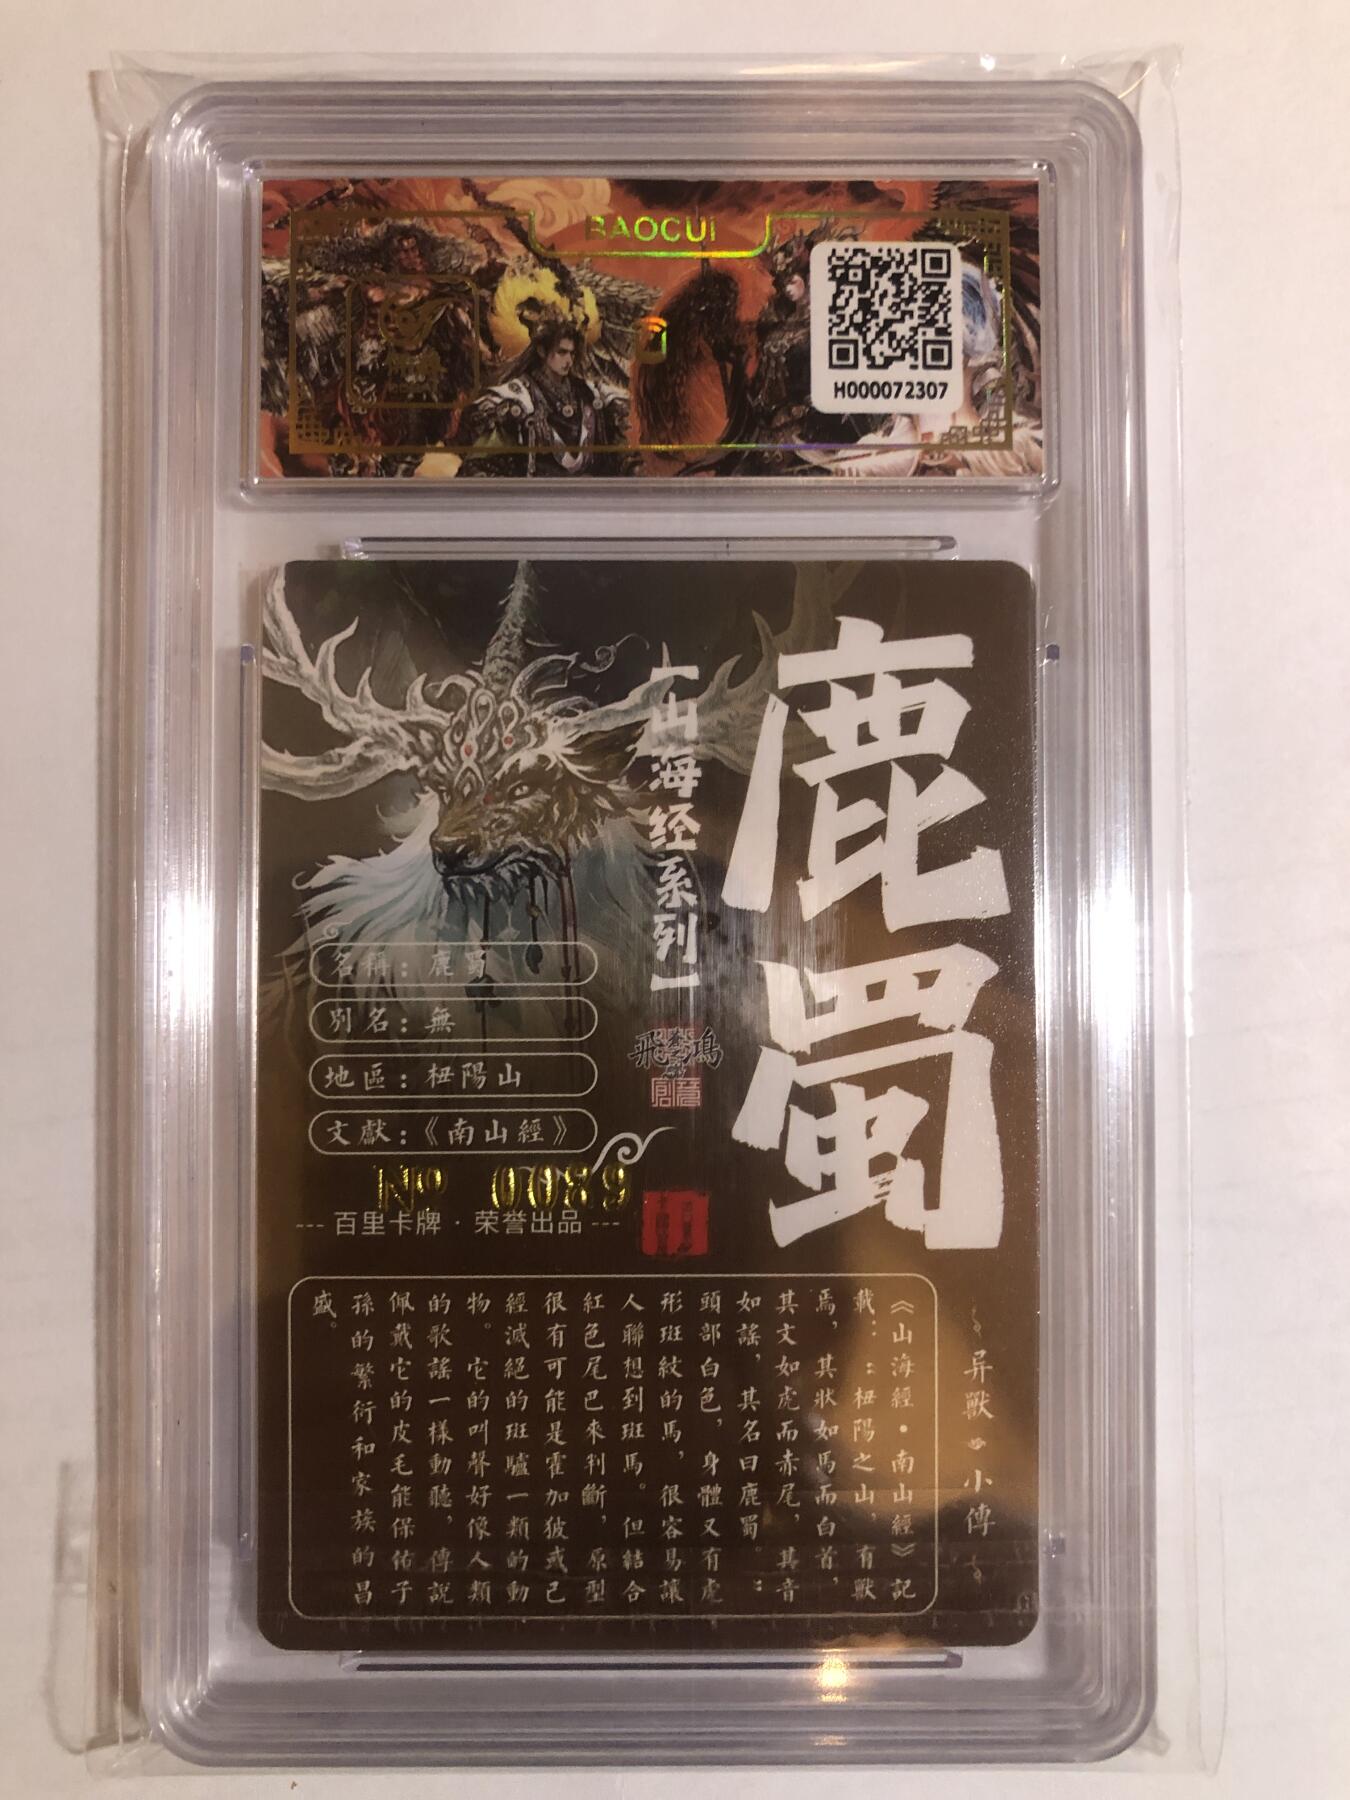 BAOCUI
H000072307
鹿蜀
【山海经系列】
飛鴻
創意
名稱：鹿蜀
別名：無
地區：杻陽山
文獻：《南山經》
№ 0089
--- 百里卡牌 · 荣誉出品 ---
异獸 小傳
《山海經•南山經》記
載：：杻陽之山，有獸
焉，其狀如馬而白首，
其文如虎而赤尾，其音
如謠，其名曰鹿蜀。：
頭部白色，身體又有虎
形斑紋的馬，很容易讓
人聯想到斑馬。但結合
紅色尾巴來判斷，原型
很有可能是霍加狓或已
經滅絕的斑驢一類的動
物。它的叫聲好像人類
的歌謠一樣動聽，傳說
佩戴它的皮毛能保佑子
孫的繁衍和家族的昌
盛。